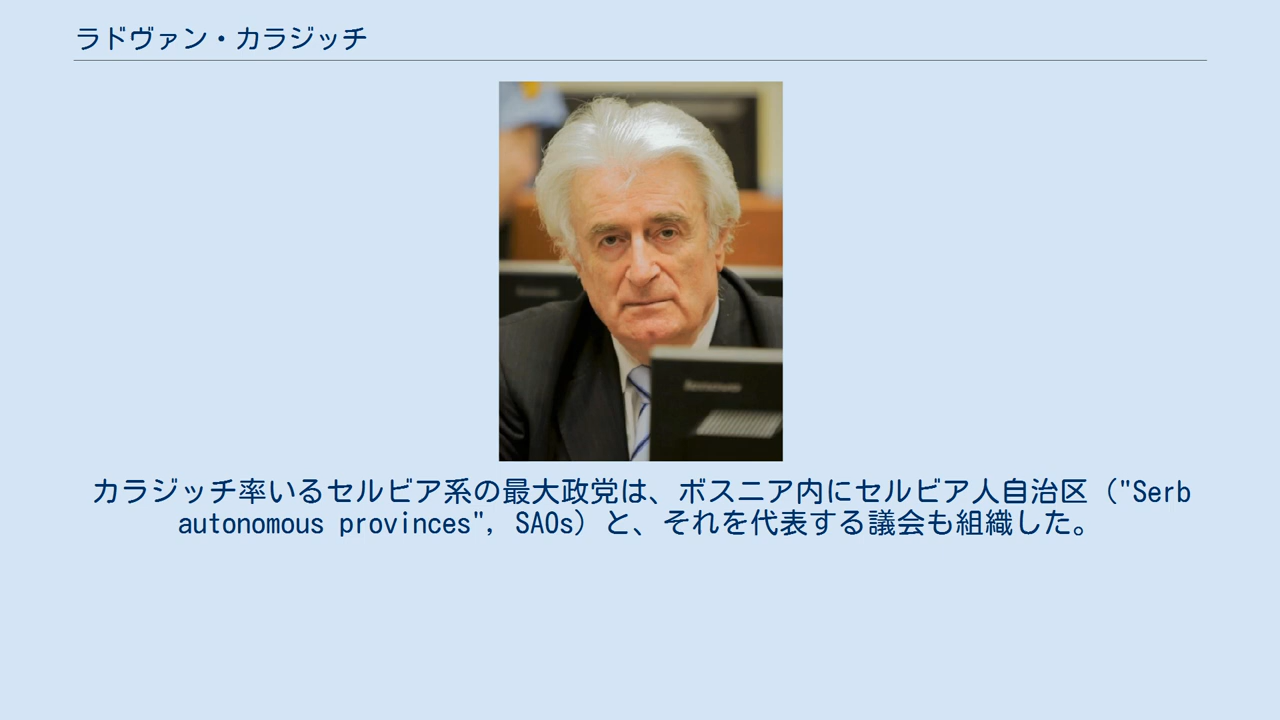 ラドヴァン・カラジッチ
カラジッチ率いるセルビア系の最大政党は、ボスニア内にセルビア人自治区（"Serb
autonomous provinces", SAOs）と、それを代表する議会も組織した。